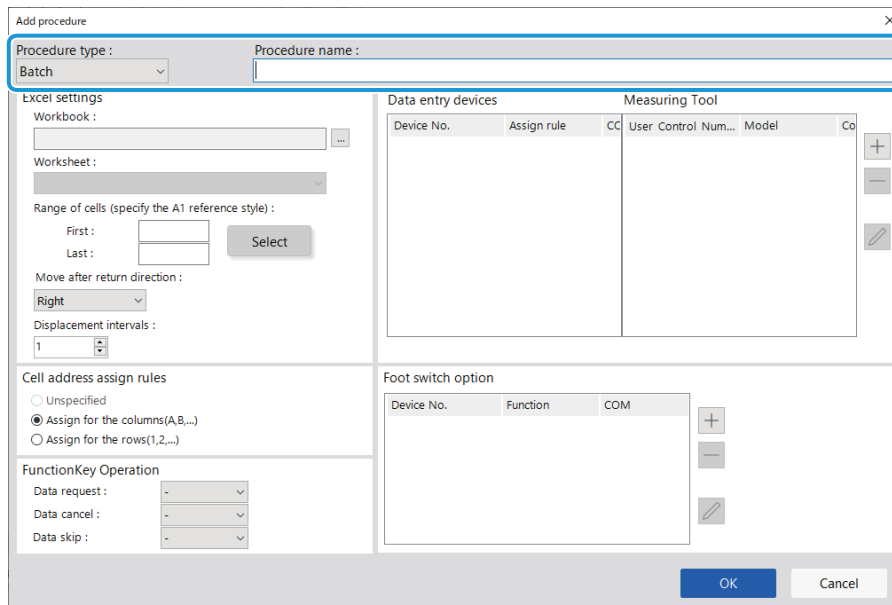 Add procedure
Procedure type :
Procedure name :
Batch
Excel settings
Workbook :
...
Worksheet :
Range of cells (specify the A1 reference style) :
First :
Last :
Select
Move after return direction :
Right
Displacement intervals :
1
Data entry devices
Measuring Tool
Device No. Assign rule CC User Control Num... Model Co
Cell address assign rules
Unspecified
Assign for the columns(A,B,...)
Assign for the rows(1,2,...)
FunctionKey Operation
Data request : -
Data cancel : -
Data skip : -
Foot switch option
Device No. Function COM
OK
Cancel